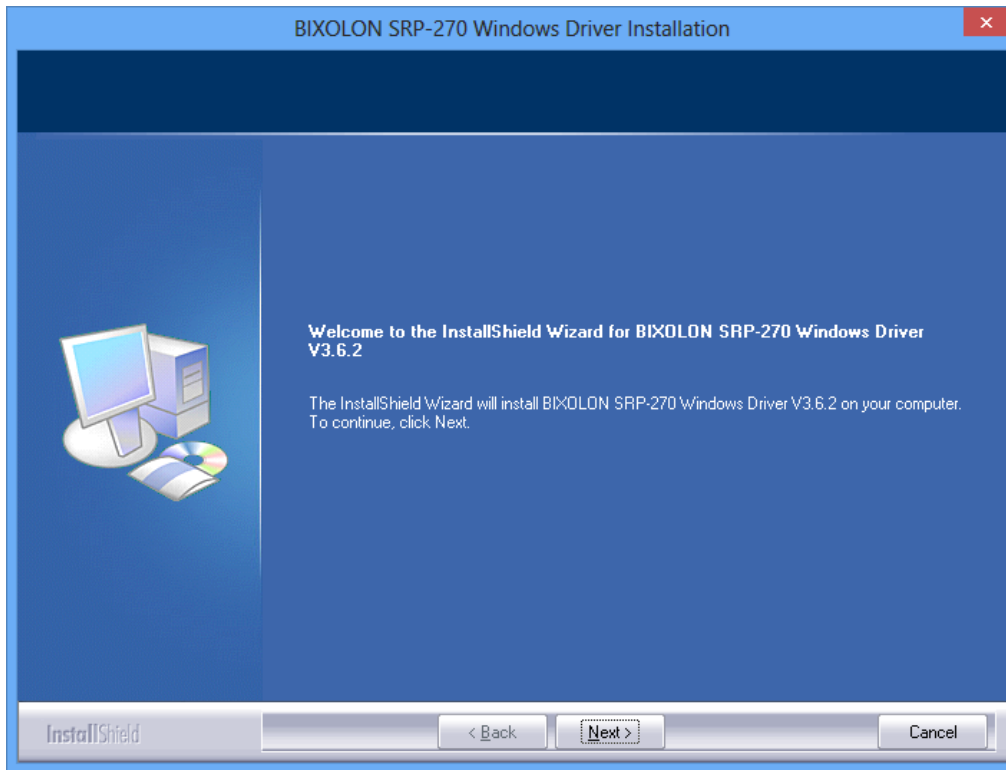 BIXOLON SRP-270 Windows Driver Installation
Welcome to the InstallShield Wizard for BIXOLON SRP-270 Windows Driver
V3.6.2
The InstallShield Wizard will install BIXOLON SRP-270 Windows Driver V3.6.2 on your computer.
To continue, click Next.
InstallShield
< Back
Next >
Cancel